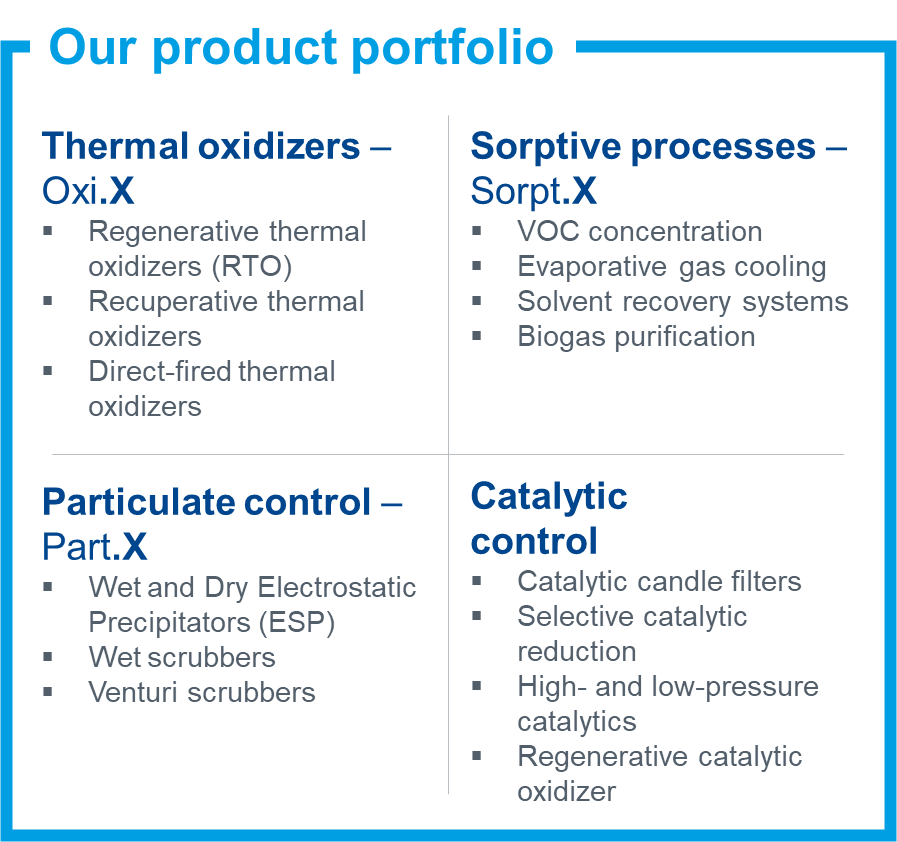 Our product portfolio
Thermal oxidizers –
Oxi.X
▪ Regenerative thermal
oxidizers (RTO)
▪ Recuperative thermal
oxidizers
▪ Direct-fired thermal
oxidizers
Sorptive processes –
Sorpt.X
▪ VOC concentration
▪ Evaporative gas cooling
▪ Solvent recovery systems
▪ Biogas purification
Particulate control –
Part.X
▪ Wet and Dry Electrostatic
Precipitators (ESP)
▪ Wet scrubbers
▪ Venturi scrubbers
Catalytic
control
▪ Catalytic candle filters
▪ Selective catalytic
reduction
▪ High- and low-pressure
catalytics
▪ Regenerative catalytic
oxidizer